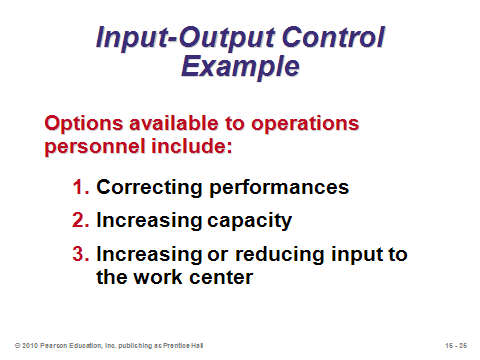 Input-Output Control
Example
Options available to operations
personnel include:
1. Correcting performances
2. Increasing capacity
3. Increasing or reducing input to
the work center
© 2010 Pearson Education, Inc. publishing as Prentice Hall
15 - 25